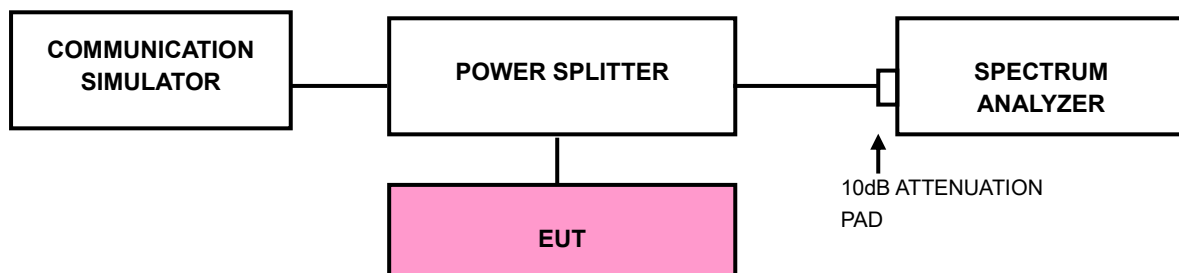 COMMUNICATION
SIMULATOR
POWER SPLITTER
SPECTRUM
ANALYZER
10dB ATTENUATION
PAD
EUT